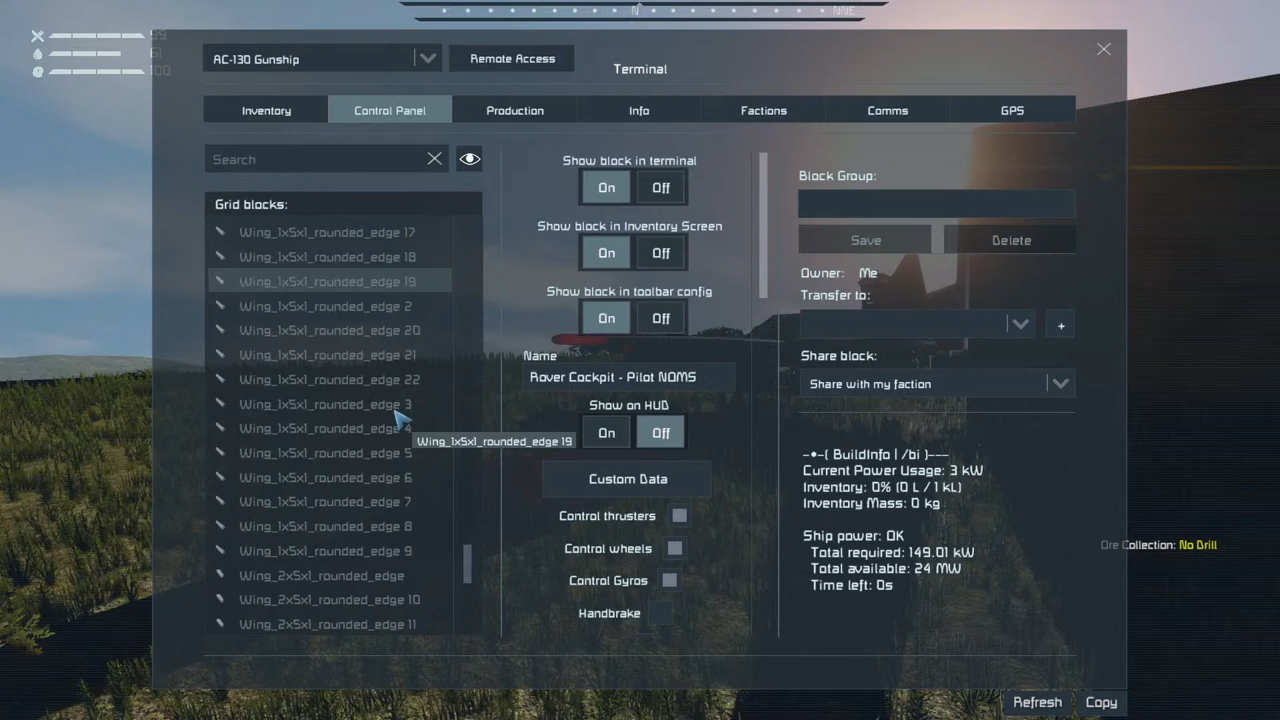 N
NNE
99
61
100
AC-130 Gunship
Remote Access
Terminal
Inventory
Control Panel
Production
Info
Factions
Comms
GPS
Search
Grid blocks:
Wing_1x5x1_rounded_edge 17
Wing_1x5x1_rounded_edge 18
Wing_1x5x1_rounded_edge 19
Wing_1x5x1_rounded_edge 2
Wing_1x5x1_rounded_edge 20
Wing_1x5x1_rounded_edge 21
Wing_1x5x1_rounded_edge 22
Wing_1x5x1_rounded_edge 3
Wing_1x5x1_rounded_edge 4
Wing_1x5x1_rounded_edge 5
Wing_1x5x1_rounded_edge 6
Wing_1x5x1_rounded_edge 7
Wing_1x5x1_rounded_edge 8
Wing_1x5x1_rounded_edge 9
Wing_2x5x1_rounded_edge
Wing_2x5x1_rounded_edge 10
Wing_2x5x1_rounded_edge 11
Wing_1x5x1_rounded_edge 19
Show block in terminal
On Off
Show block in Inventory Screen
On Off
Show block in toolbar config
On Off
Name
Rover Cockpit - Pilot NOMS
Show on HUD
On Off
Custom Data
Control thrusters
Control wheels
Control Gyros
Handbrake
Block Group:
Save
Delete
Owner: Me
Transfer to:
+
Share block:
Share with my faction
-•-( BuildInfo | /bi )---
Current Power Usage: 3 kW
Inventory: 0% (0 L / 1 kL)
Inventory Mass: 0 kg
Ship power: OK
Total required: 149.01 kW
Total available: 24 MW
Time left: 0s
Ore Collection: No Drill
Refresh
Copy